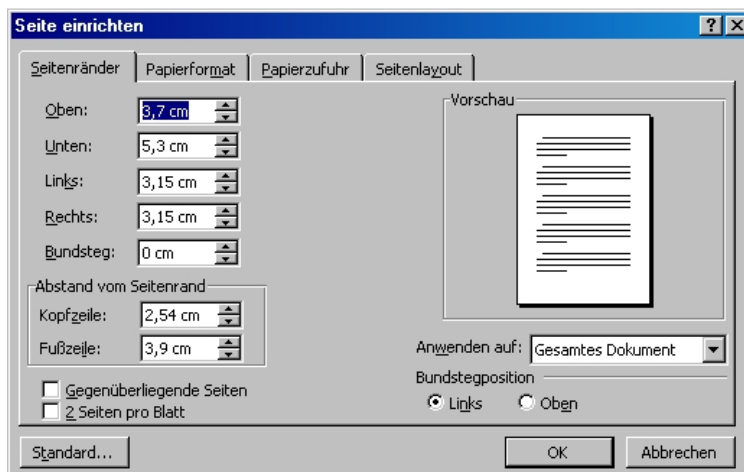 Seite einrichten
Seitenränder Papierformat Papierzufuhr Seitenlayout
Oben: 3,7 cm
Unten: 5,3 cm
Links: 3,15 cm
Rechts: 3,15 cm
Bundsteg: 0 cm
Abstand vom Seitenrand
Kopfzeile: 2,54 cm
Fußzeile: 3,9 cm
Gegenüberliegende Seiten
2 Seiten pro Blatt
Vorschau
Anwenden auf: Gesamtes Dokument
Bundstegposition
Links Oben
Standard... OK Abbrechen